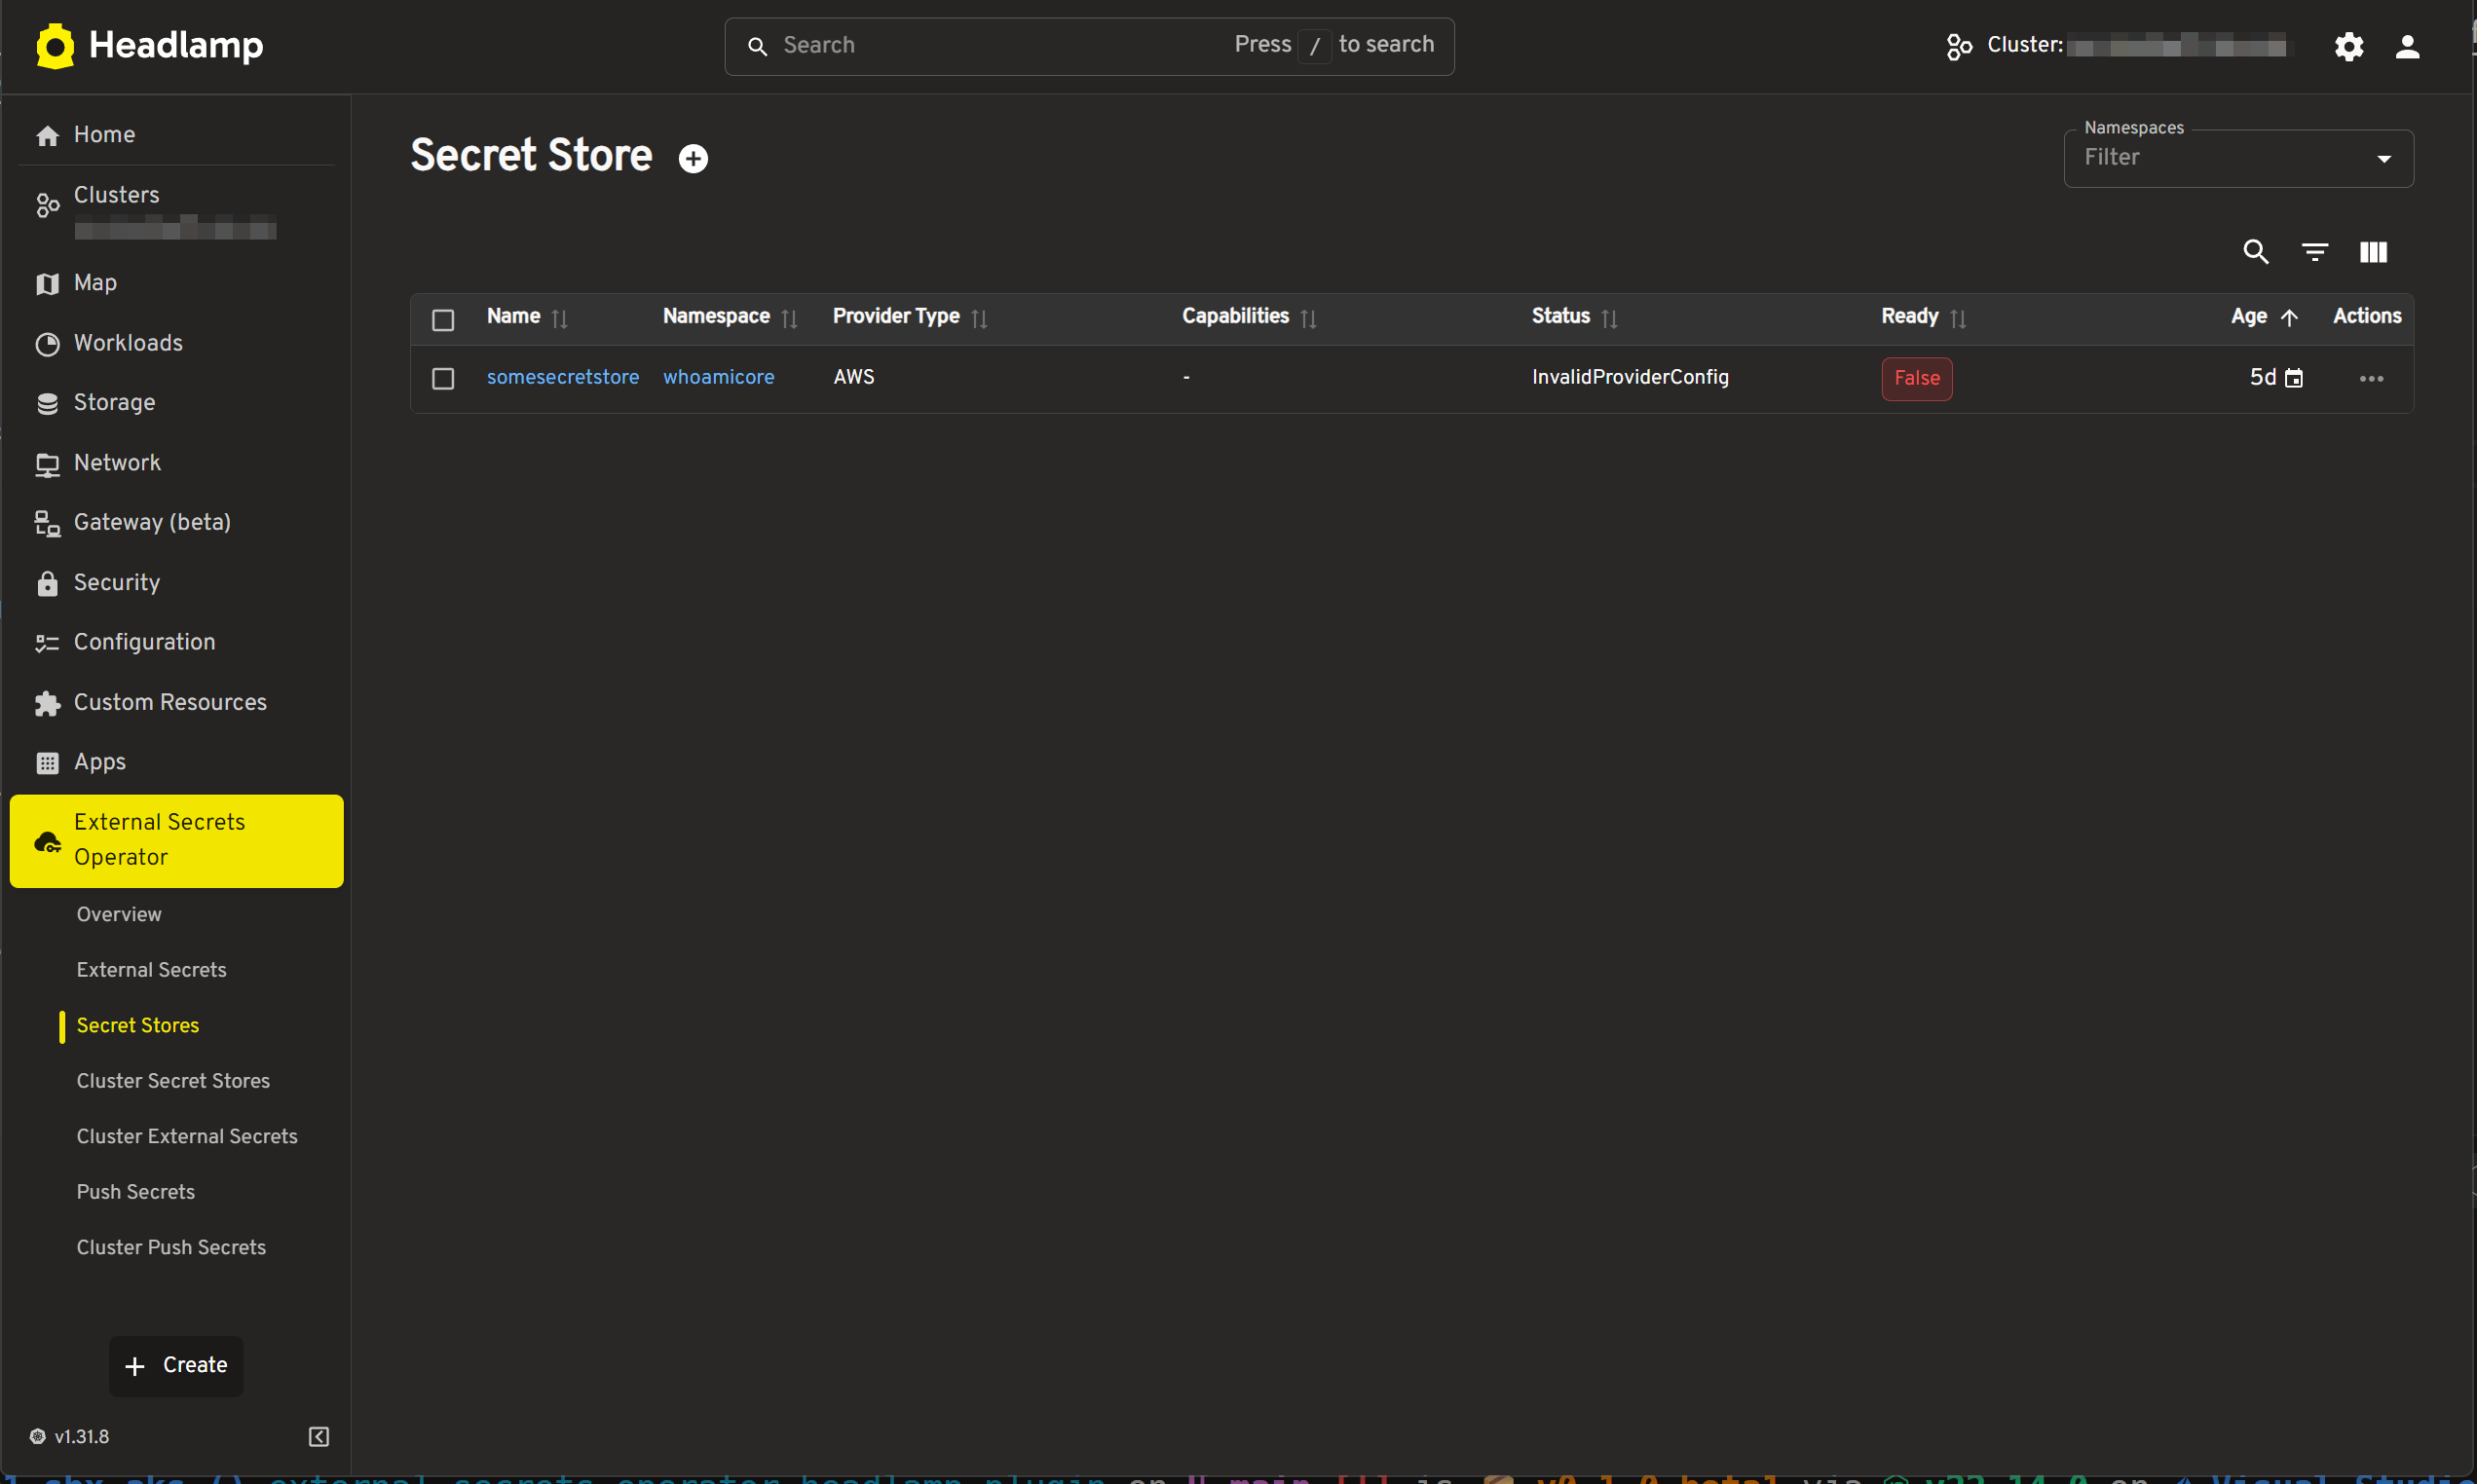 Headlamp
Search Press / to search
Cluster:
Home
Clusters
Map
Workloads
Storage
Network
Gateway (beta)
Security
Configuration
Custom Resources
Apps
External Secrets
Operator
Overview
External Secrets
Secret Stores
Cluster Secret Stores
Cluster External Secrets
Push Secrets
Cluster Push Secrets
Create
v1.31.8
Secret Store
Namespaces
Filter
Name Namespace Provider Type Capabilities Status Ready Age Actions
somesecretstore whoamicore AWS - InvalidProviderConfig False 5d